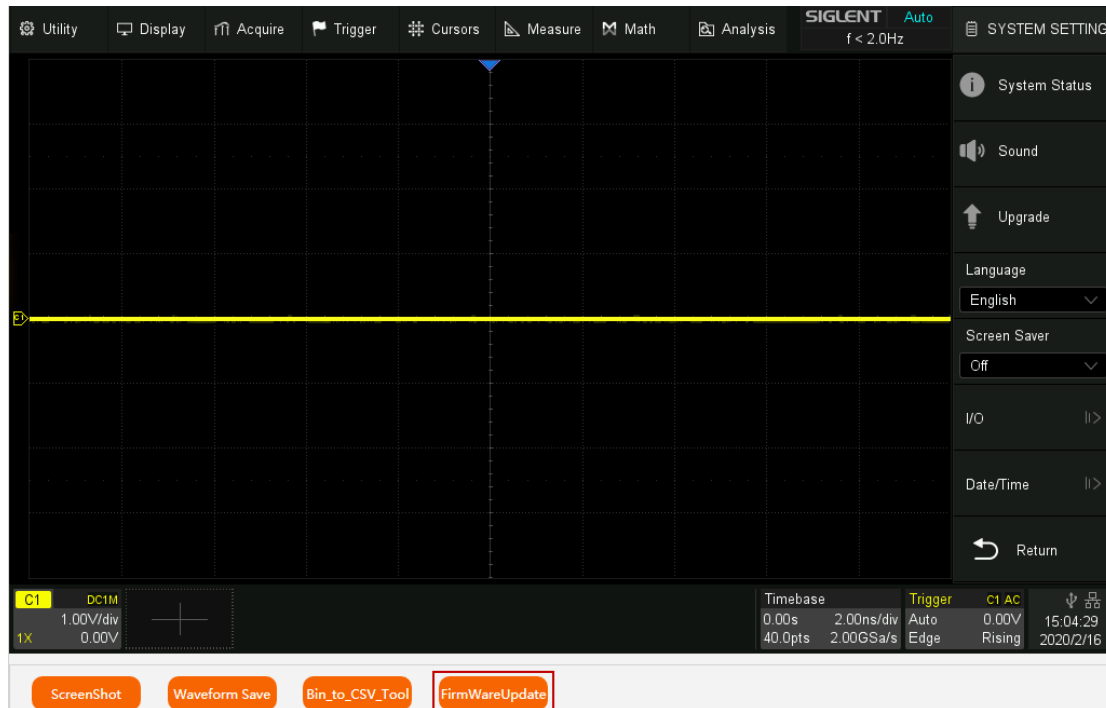 Utility Display Acquire Trigger Cursors Measure Math Analysis SIGLENT Auto
f < 2.0Hz
SYSTEM SETTING
System Status
Sound
Upgrade
Language
English
Screen Saver
Off
I/O
Date/Time
Return
C1
C1 DC1M
1.00V/div
1X 0.00V
Timebase
0.00s 2.00ns/div
40.0pts 2.00GSa/s
Trigger C1 AC
Auto 0.00V
Edge Rising
15:04:29
2020/2/16
ScreenShot Waveform Save Bin_to_CSV_Tool FirmWareUpdate